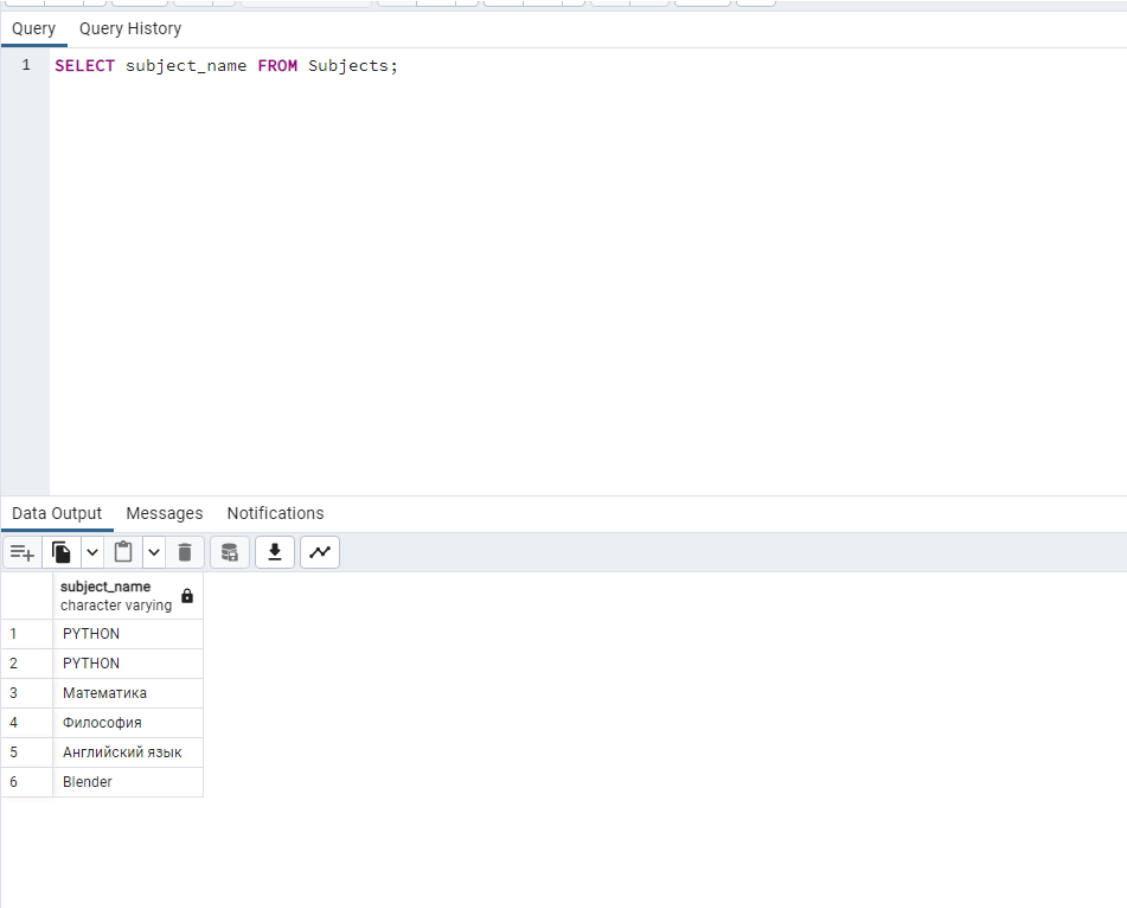 Query Query History
1 SELECT subject_name FROM Subjects;
Data Output Messages Notifications
subject_name
character varying
1 PYTHON
2 PYTHON
3 Математика
4 Философия
5 Английский язык
6 Blender